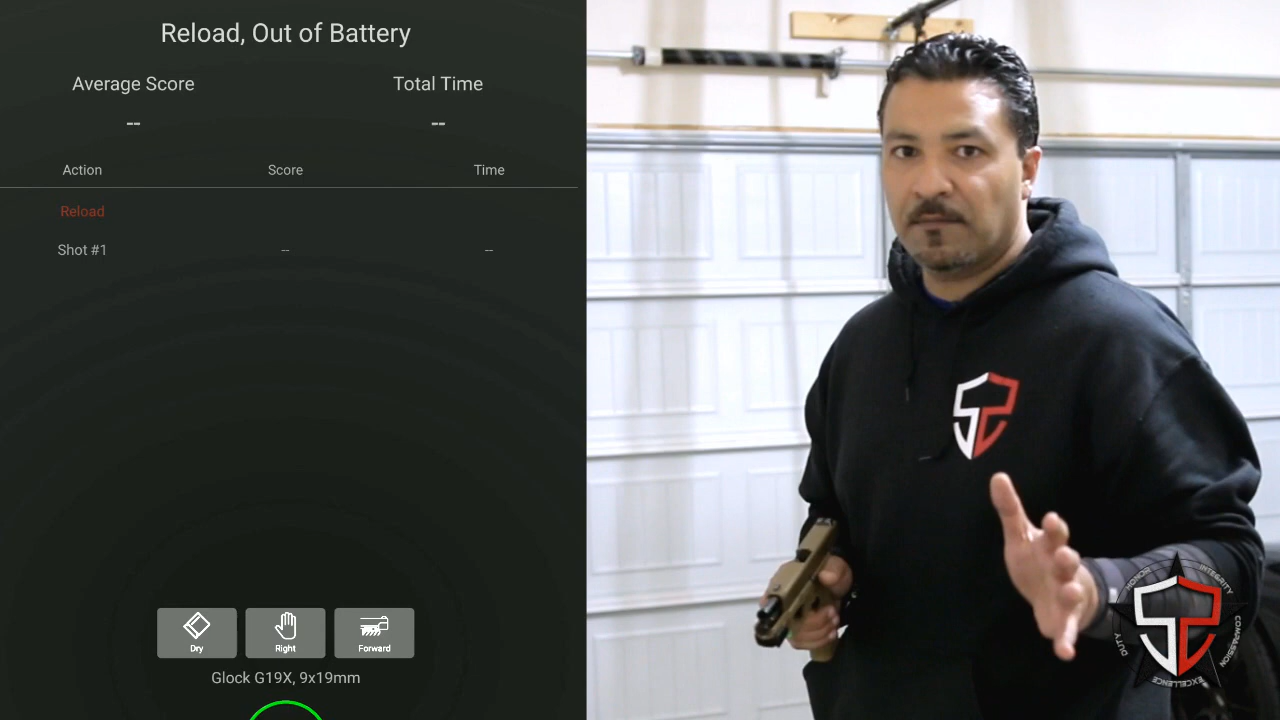 Reload, Out of Battery
Average Score
Total Time
--
--
Action
Score
Time
Reload
Shot #1
--
--
Dry
Right
Forward
Glock G19X, 9x19mm
HONOR
INTEGRITY
COMPASSION
EXCELLENCE
DUTY